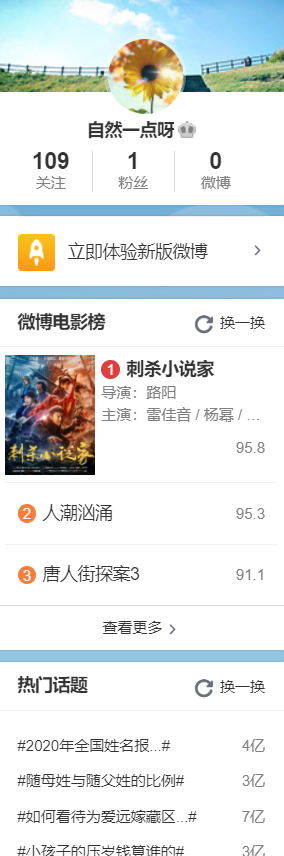 自然一点呀
109 1 0
关注 粉丝 微博
立即体验新版微博
微博电影榜 换一换
1 刺杀小说家
导演：路阳
主演：雷佳音 / 杨幂 / ...
刺杀小说家
95.8
2 人潮汹涌 95.3
3 唐人街探案3 91.1
查看更多
热门话题 换一换
#2020年全国姓名报...# 4亿
#随母姓与随父姓的比例# 3亿
#如何看待为爱远嫁藏区...# 7亿
#小孩子的压岁钱算谁的# 3亿